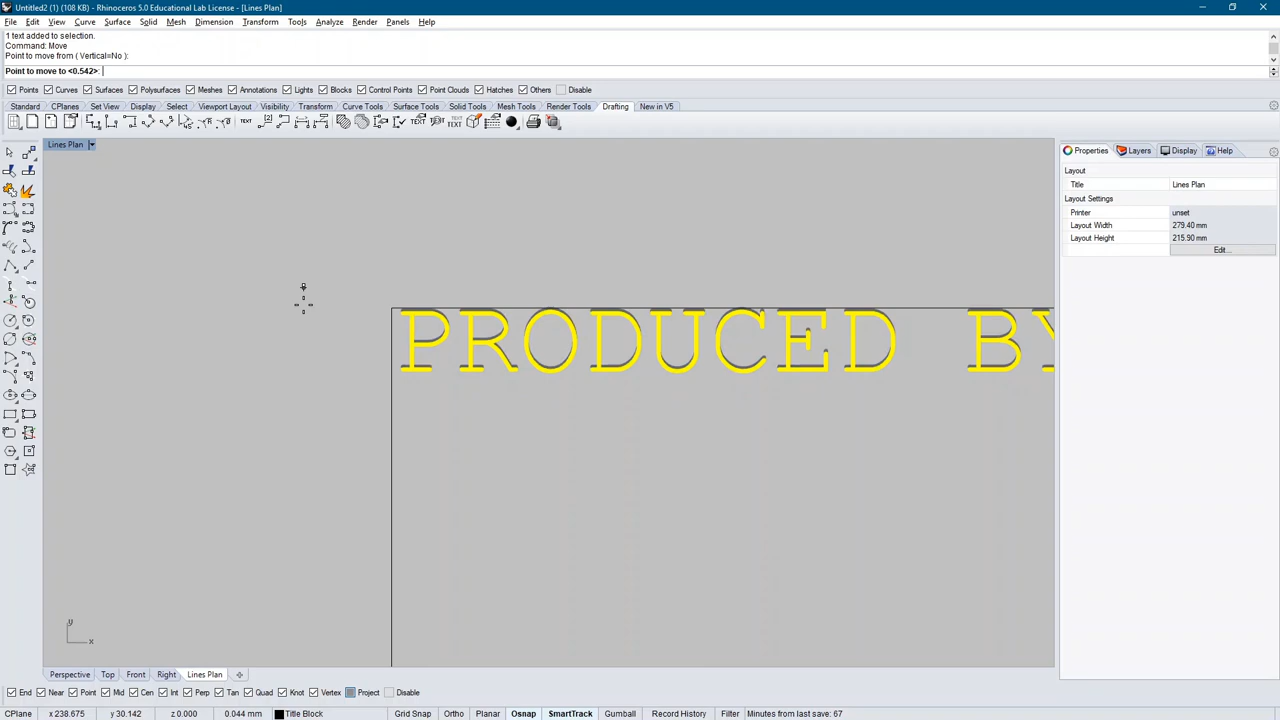 Untitled2 (108 KB) - Rhinoceros 5.0 Educational Lab License - [Lines Plan]
File Edit View Curve Surface Solid Mesh Dimension Transform Tools Analyze Render Panels Help
1 text added to selection.
Command: Move
Point to move from ( Vertical=No ):
Point to move to <0.542>:
Points Curves Surfaces Polysurfaces Meshes Annotations Lights Blocks Control Points Point Clouds Hatches Others Disable
Standard CPlanes Set View Display Select Viewport Layout Visibility Transform Curve Tools Surface Tools Solid Tools Mesh Tools Render Tools Drafting New in V5
Lines Plan
Properties Layers Display Help
Layout
Title Lines Plan
Layout Settings
Printer unset
Layout Width 279.40 mm
Layout Height 215.90 mm
Edit...
PRODUCED BY
y
x
Perspective Top Front Right Lines Plan
End Near Point Mid Cen Int Perp Tan Quad Knot Vertex Project Disable
CPlane x 238.675 y 30.142 z 0.000 0.044 mm Title Block Grid Snap Ortho Planar Osnap SmartTrack Gumball Record History Filter Minutes from last save: 67